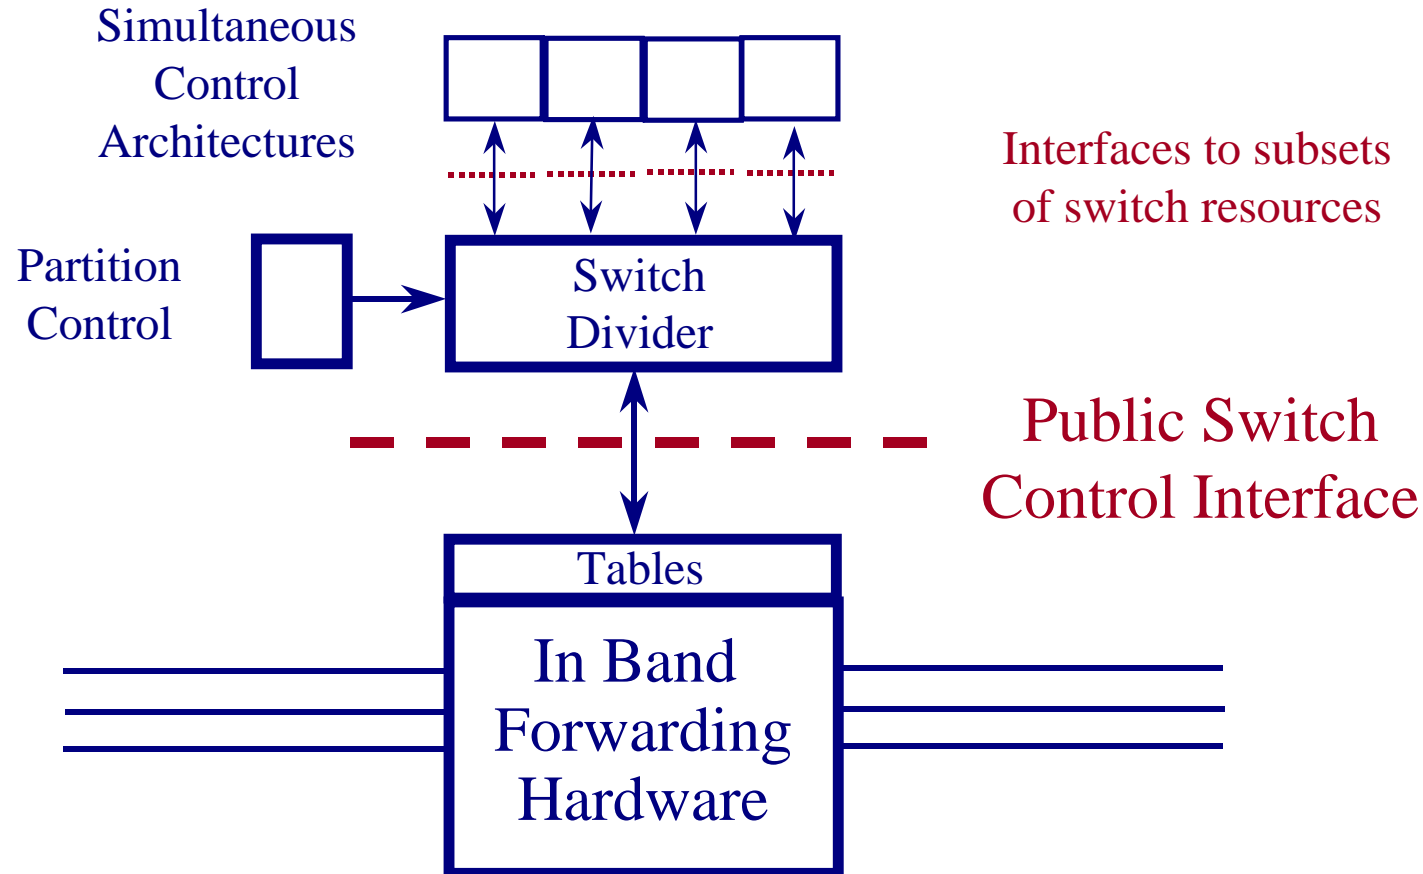 Simultaneous
Control
Architectures
Interfaces to subsets
of switch resources
Partition
Control
Switch
Divider
Public Switch
Control Interface
Tables
In Band
Forwarding
Hardware